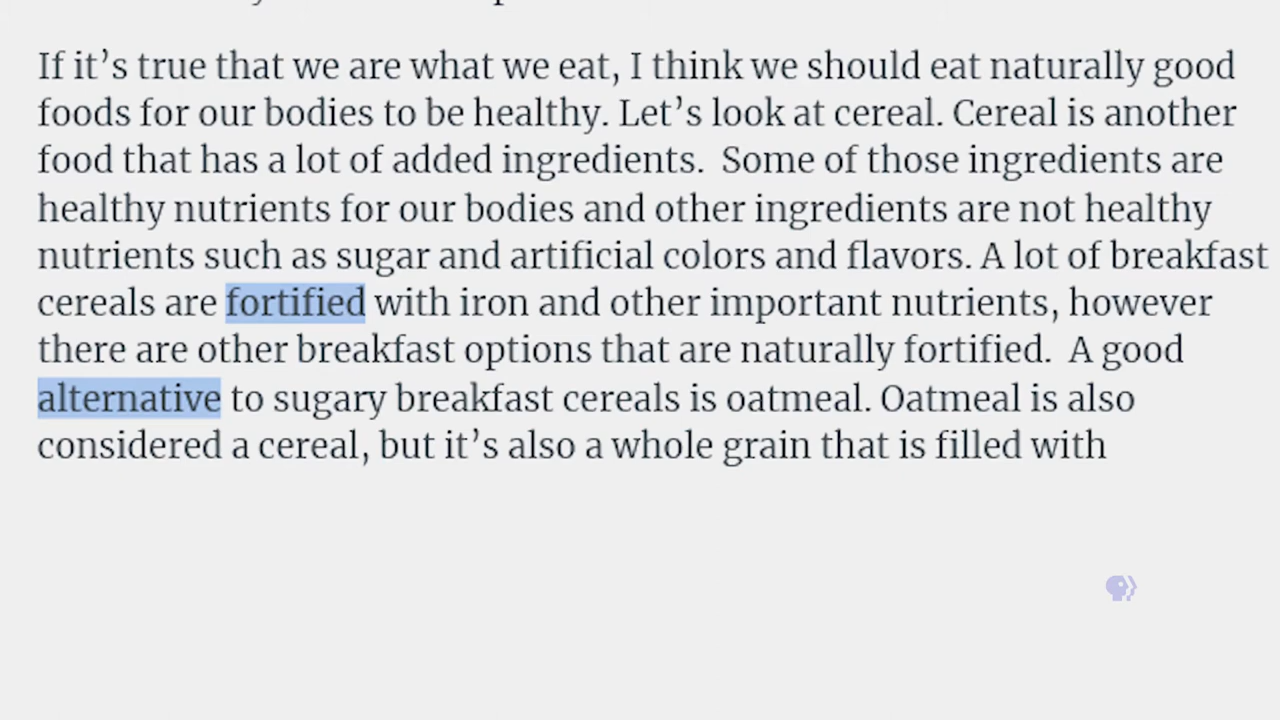 If it’s true that we are what we eat, I think we should eat naturally good
foods for our bodies to be healthy. Let’s look at cereal. Cereal is another
food that has a lot of added ingredients.  Some of those ingredients are
healthy nutrients for our bodies and other ingredients are not healthy
nutrients such as sugar and artificial colors and flavors. A lot of breakfast
cereals are fortified with iron and other important nutrients, however
there are other breakfast options that are naturally fortified.  A good
alternative to sugary breakfast cereals is oatmeal. Oatmeal is also
considered a cereal, but it’s also a whole grain that is filled with